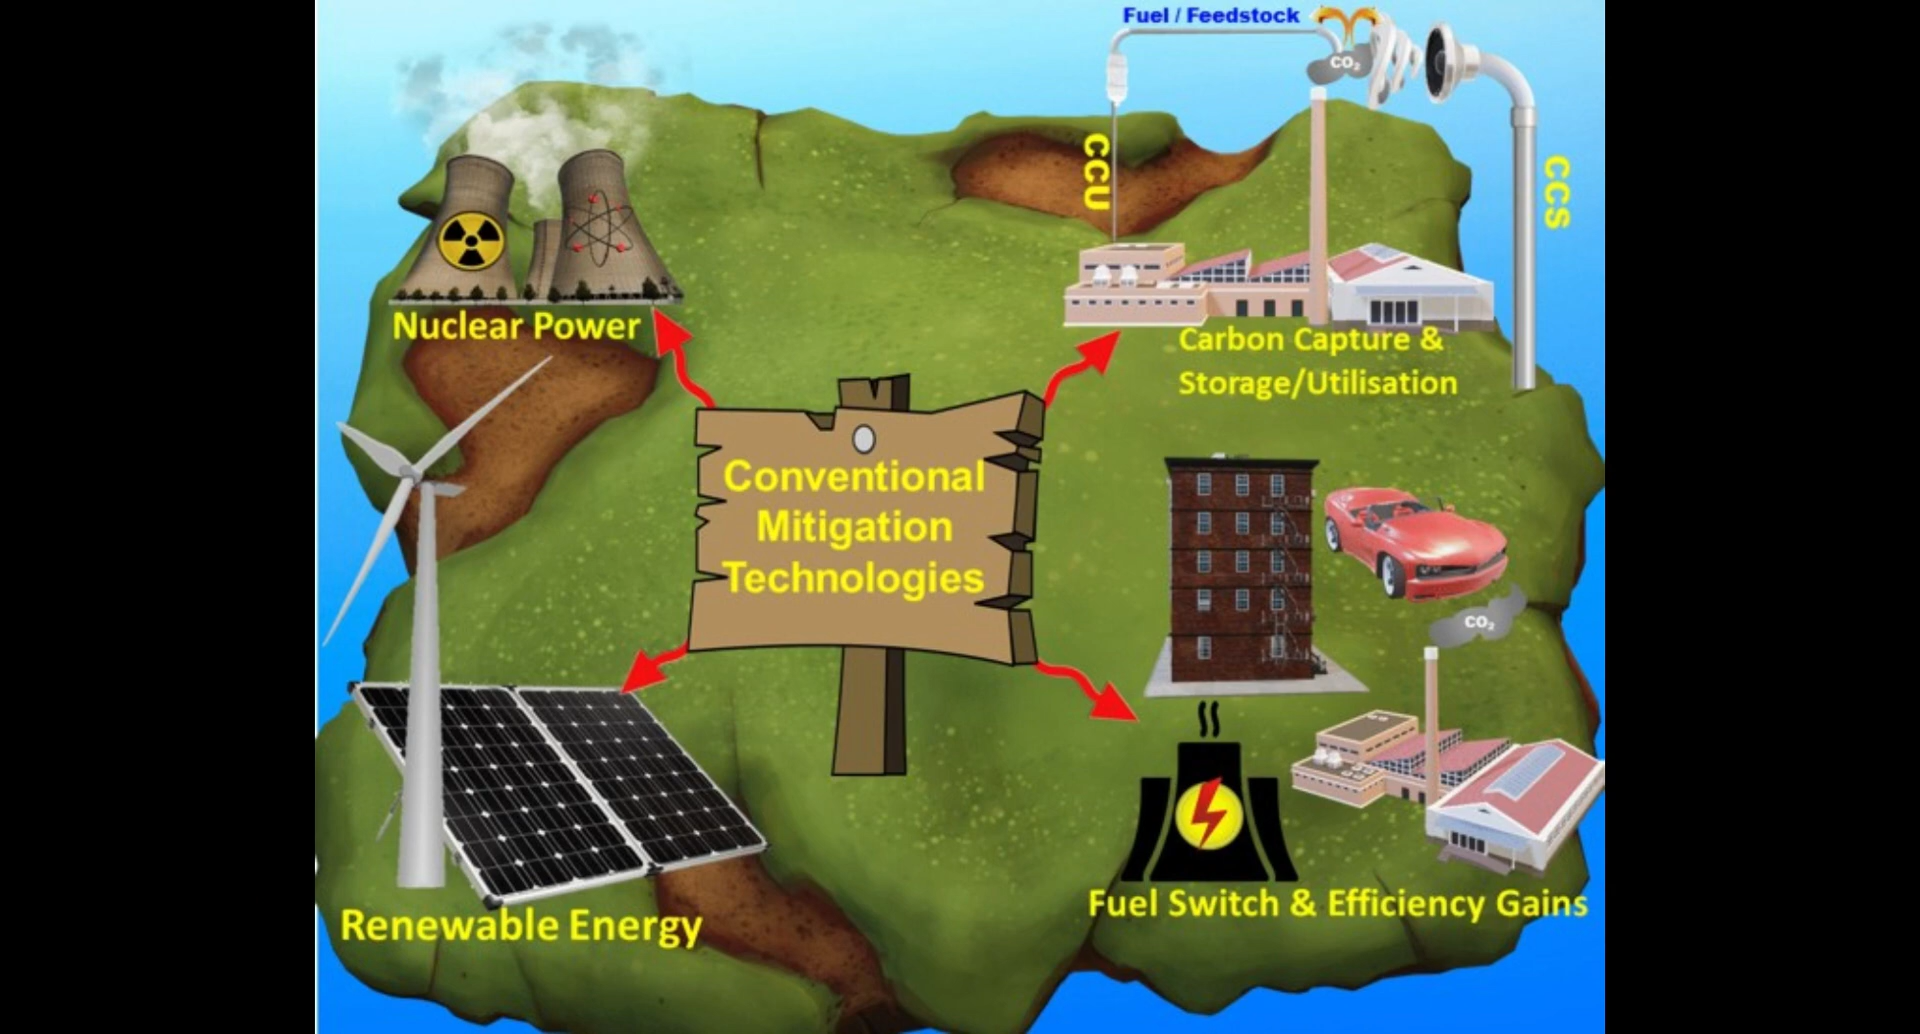 Fuel / Feedstock
CO₂
CCU
CCS
Nuclear Power
Carbon Capture &
Storage/Utilisation
Conventional
Mitigation
Technologies
CO₂
Renewable Energy
Fuel Switch & Efficiency Gains